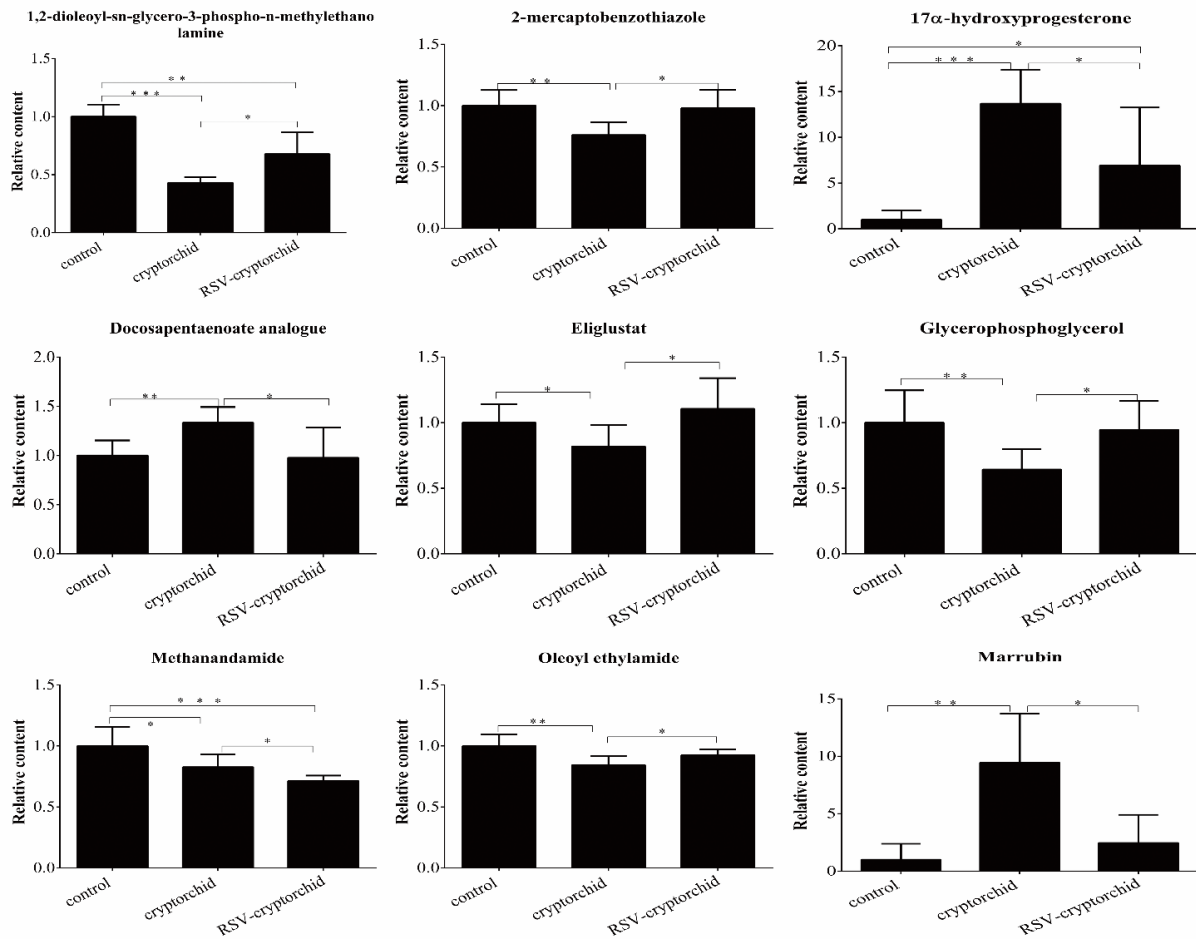 1,2-dioleoyl-sn-glycero-3-phospho-n-methylethano
lamine
Relative content
1.5
* *
* * *
*
1.0
0.5
0.0
control
cryptorchid
RSV-cryptorchid
2-mercaptobenzothiazole
Relative content
1.5
* *
*
1.0
0.5
0.0
control
cryptorchid
RSV-cryptorchid
17α-hydroxyprogesterone
Relative content
20
*
* * *
*
15
10
5
0
control
cryptorchid
RSV-cryptorchid
Docosapentaenoate analogue
Relative content
2.0
**
*
1.5
1.0
0.5
0.0
control
cryptorchid
RSV-cryptorchid
Eliglustat
Relative content
1.5
*
*
1.0
0.5
0.0
control
cryptorchid
RSV-cryptorchid
Glycerophosphoglycerol
Relative content
1.5
* *
*
1.0
0.5
0.0
control
cryptorchid
RSV-cryptorchid
Methanandamide
Relative content
1.5
* * *
*
*
1.0
0.5
0.0
control
cryptorchid
RSV-cryptorchid
Oleoyl ethylamide
Relative content
1.5
**
*
1.0
0.5
0.0
control
cryptorchid
RSV-cryptorchid
Marrubin
Relative content
15
* *
*
10
5
0
control
cryptorchid
RSV-cryptorchid